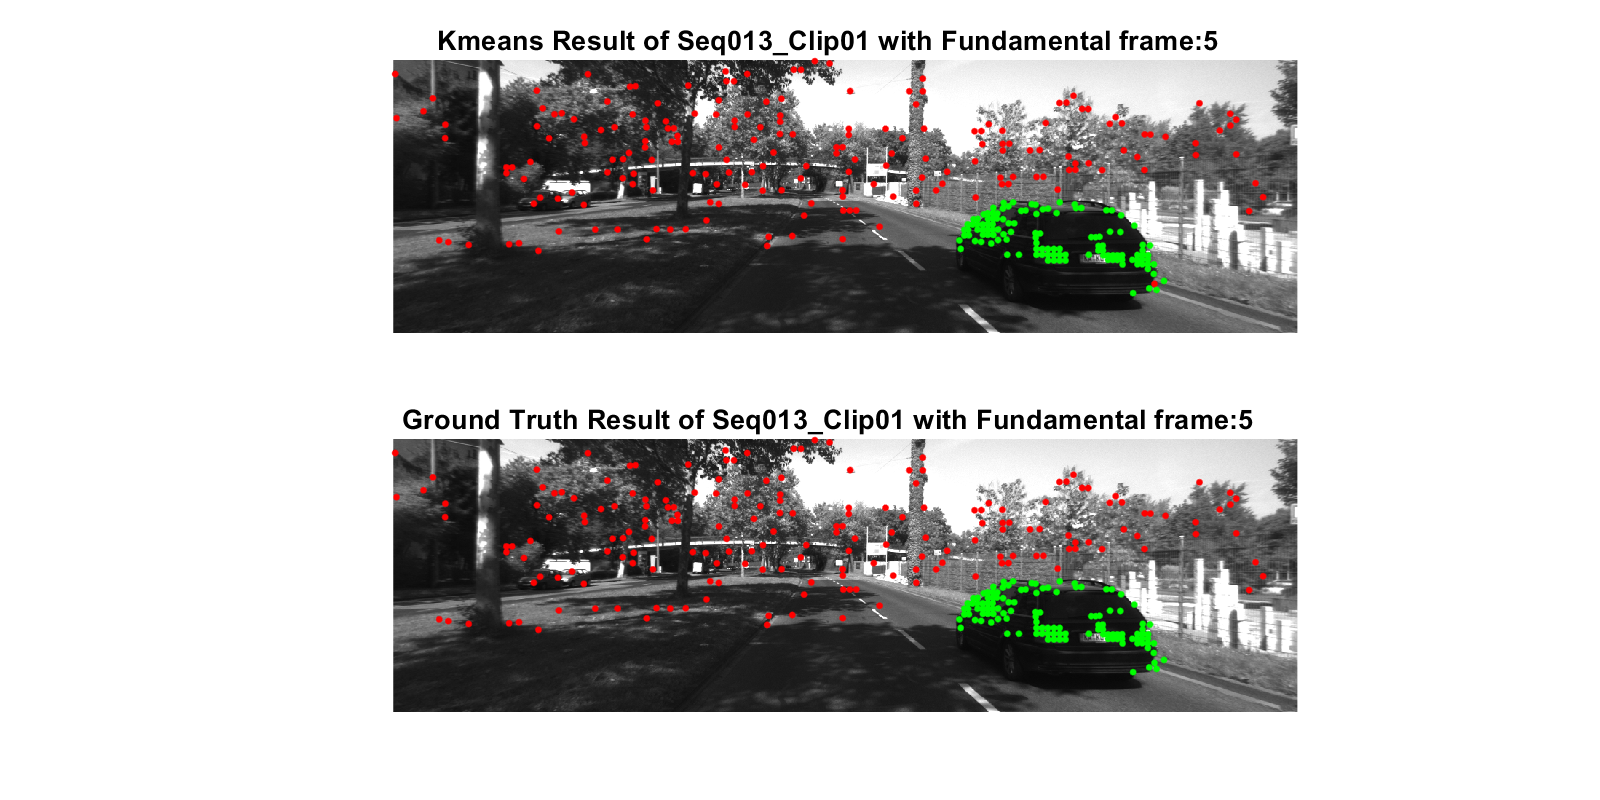 Kmeans Result of Seq013_Clip01 with Fundamental frame:5
Ground Truth Result of Seq013_Clip01 with Fundamental frame:5